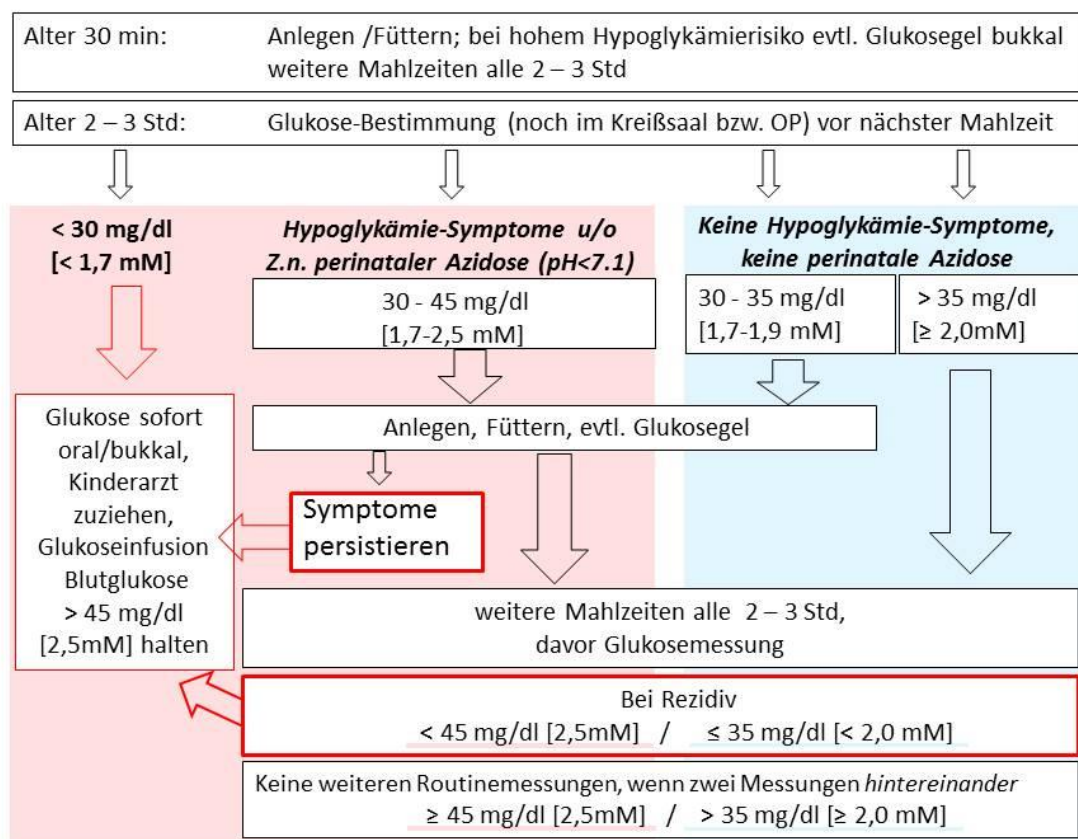 Alter 30 min: Anlegen /Füttern; bei hohem Hypoglykämierisiko evtl. Glukosegel bukkal
weitere Mahlzeiten alle 2 – 3 Std
Alter 2 – 3 Std: Glukose-Bestimmung (noch im Kreißsaal bzw. OP) vor nächster Mahlzeit
< 30 mg/dl
[< 1,7 mM]
Hypoglykämie-Symptome u/o
Z.n. perinataler Azidose (pH<7.1)
30 - 45 mg/dl
[1,7-2,5 mM]
Keine Hypoglykämie-Symptome,
keine perinatale Azidose
30 - 35 mg/dl
[1,7-1,9 mM]
> 35 mg/dl
[≥ 2,0mM]
Anlegen, Füttern, evtl. Glukosegel
Glukose sofort
oral/bukkal,
Kinderarzt
zuziehen,
Glukoseinfusion
Blutglukose
> 45 mg/dl
[2,5mM] halten
Symptome
persistieren
weitere Mahlzeiten alle 2 – 3 Std,
davor Glukosemessung
Bei Rezidiv
< 45 mg/dl [2,5mM] / ≤ 35 mg/dl [< 2,0 mM]
Keine weiteren Routinemessungen, wenn zwei Messungen hintereinander
≥ 45 mg/dl [2,5mM] / > 35 mg/dl [≥ 2,0 mM]